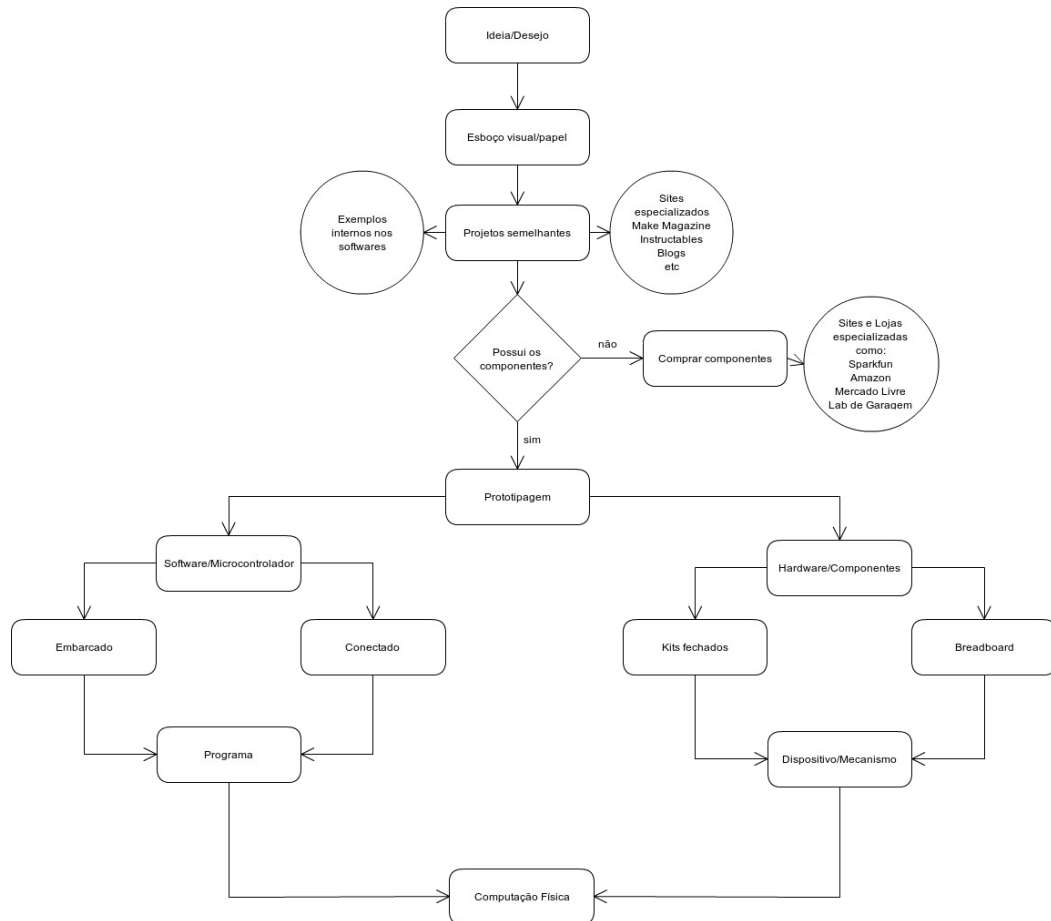 Ideia/Desejo
Esboço visual/papel
Exemplos
internos nos
softwares
Projetos semelhantes
Sites
especializados
Make Magazine
Instructables
Blogs
etc
Possui os
componentes?
não
Comprar componentes
Sites e Lojas
especializadas
como:
Sparkfun
Amazon
Mercado Livre
Lab de Garagem
sim
Prototipagem
Software/Microcontrolador
Hardware/Componentes
Embarcado
Conectado
Kits fechados
Breadboard
Programa
Dispositivo/Mecanismo
Computação Física